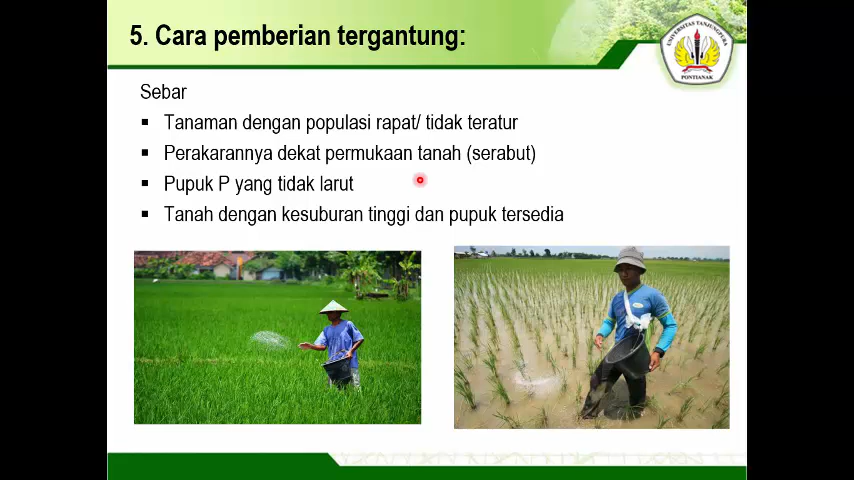 5. Cara pemberian tergantung:
UNIVERSITAS TANJUNGPURA
PONTIANAK
Sebar
▪ Tanaman dengan populasi rapat/ tidak teratur
▪ Perakarannya dekat permukaan tanah (serabut)
▪ Pupuk P yang tidak larut
▪ Tanah dengan kesuburan tinggi dan pupuk tersedia